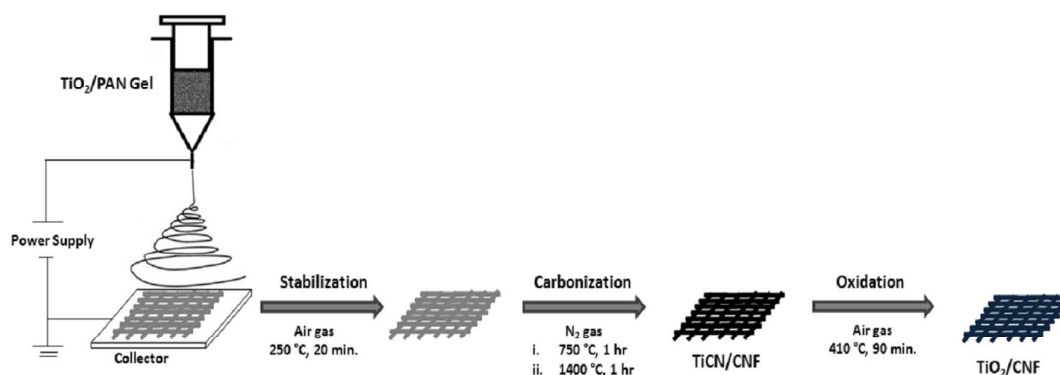 TiO₂/PAN Gel
Power Supply
Collector
Stabilization
Air gas
250 °C, 20 min.
Carbonization
N₂ gas
i. 750 °C, 1 hr
ii. 1400 °C, 1 hr
TiCN/CNF
Oxidation
Air gas
410 °C, 90 min.
TiO₂/CNF